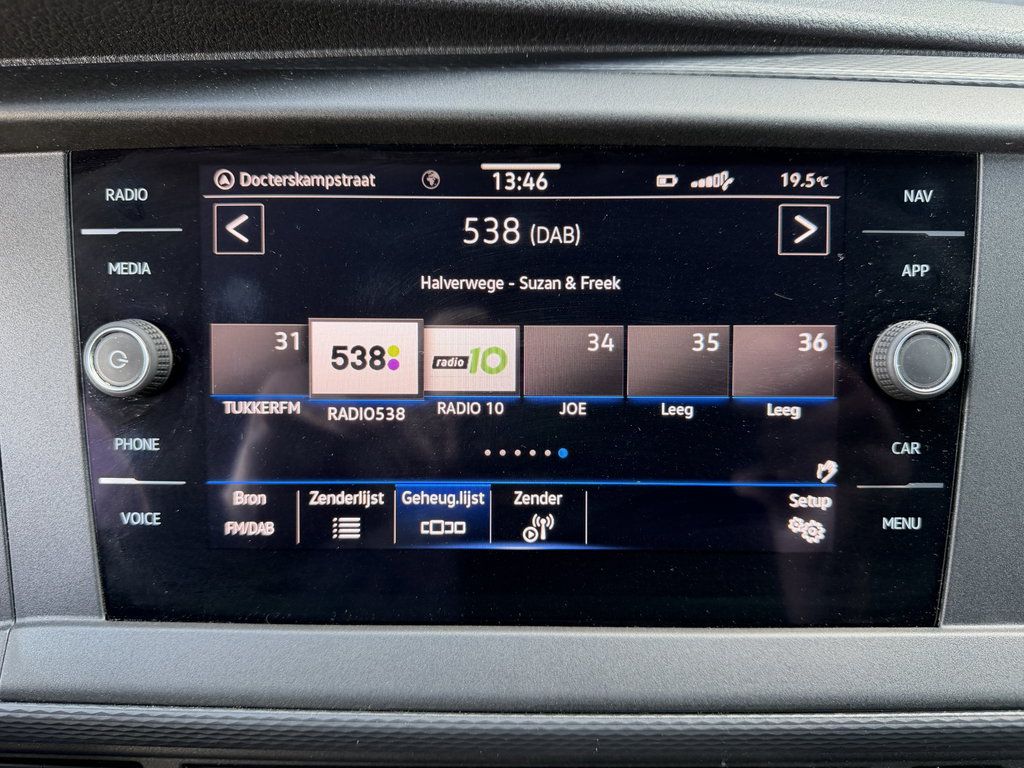 RADIO
MEDIA
PHONE
VOICE
Docterskampstraat 13:46 19.5°C
538 (DAB)
Halverwege - Suzan & Freek
31 538 radio 10 34 35 36
TUKKERFM RADIO538 RADIO 10 JOE Leeg Leeg
Bron Zenderlijst Geheug.lijst Zender Setup
FM/DAB
NAV
APP
CAR
MENU